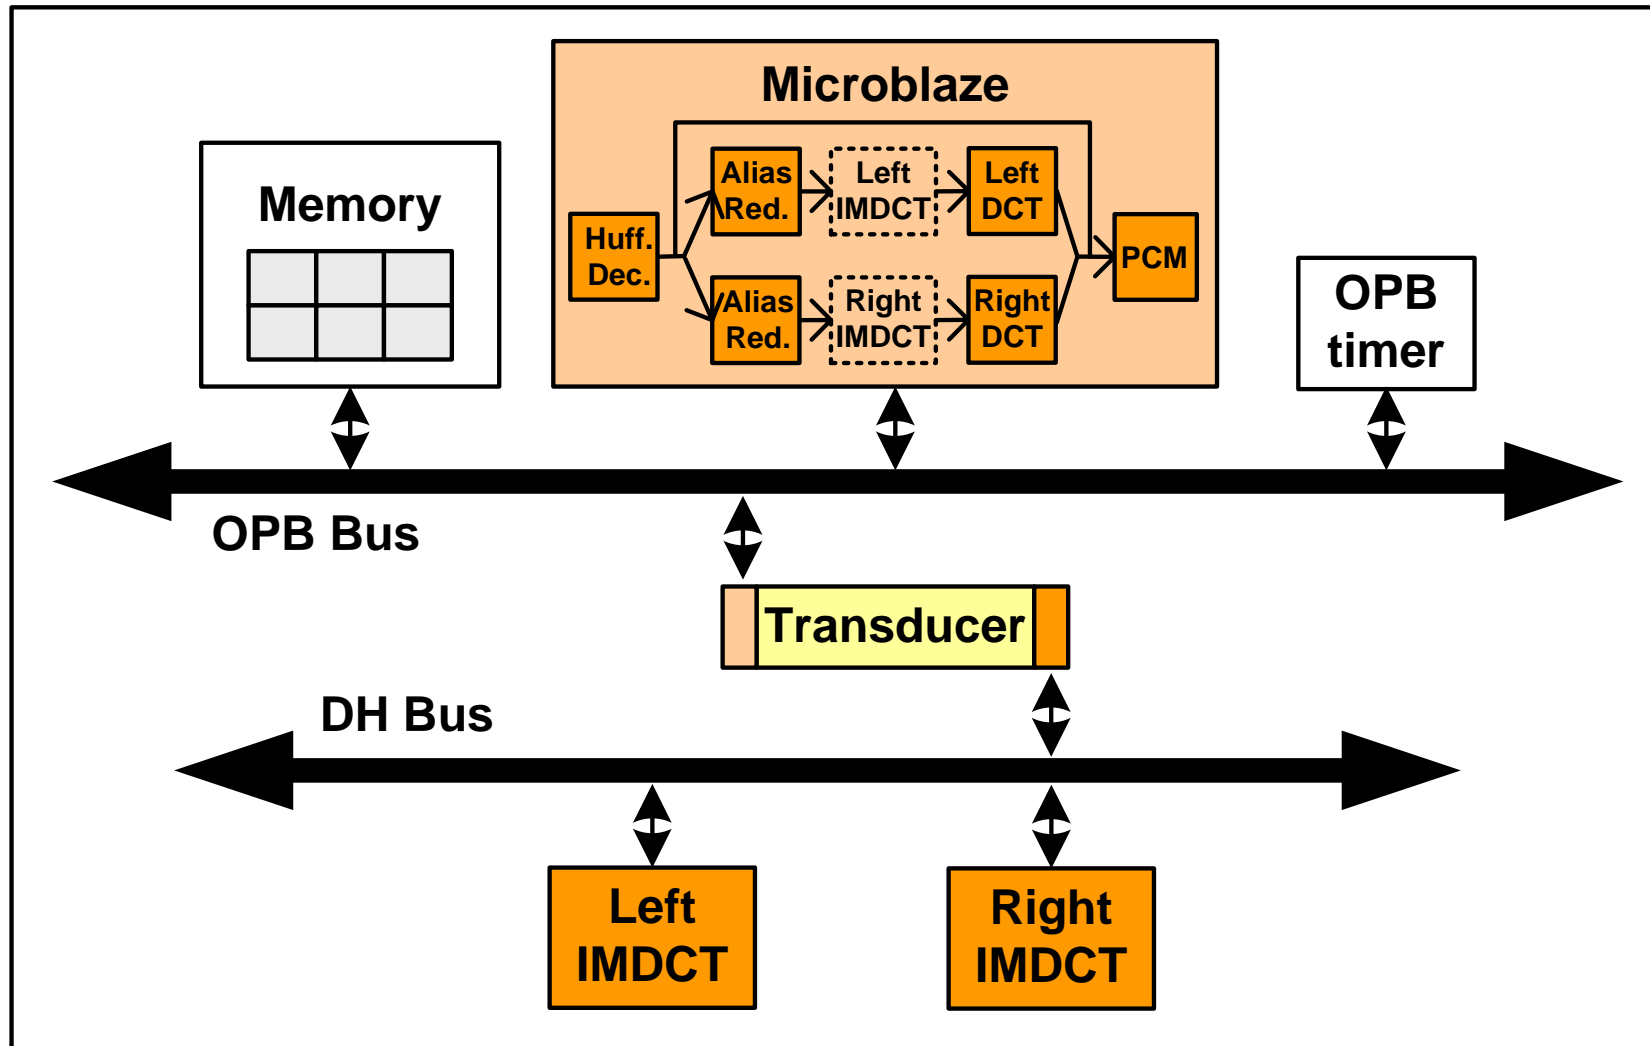 Microblaze
Memory
Alias
Red.
Left
IMDCT
Left
DCT
Huff.
Dec.
PCM
Alias
Red.
Right
IMDCT
Right
DCT
OPB
timer
OPB Bus
Transducer
DH Bus
Left
IMDCT
Right
IMDCT